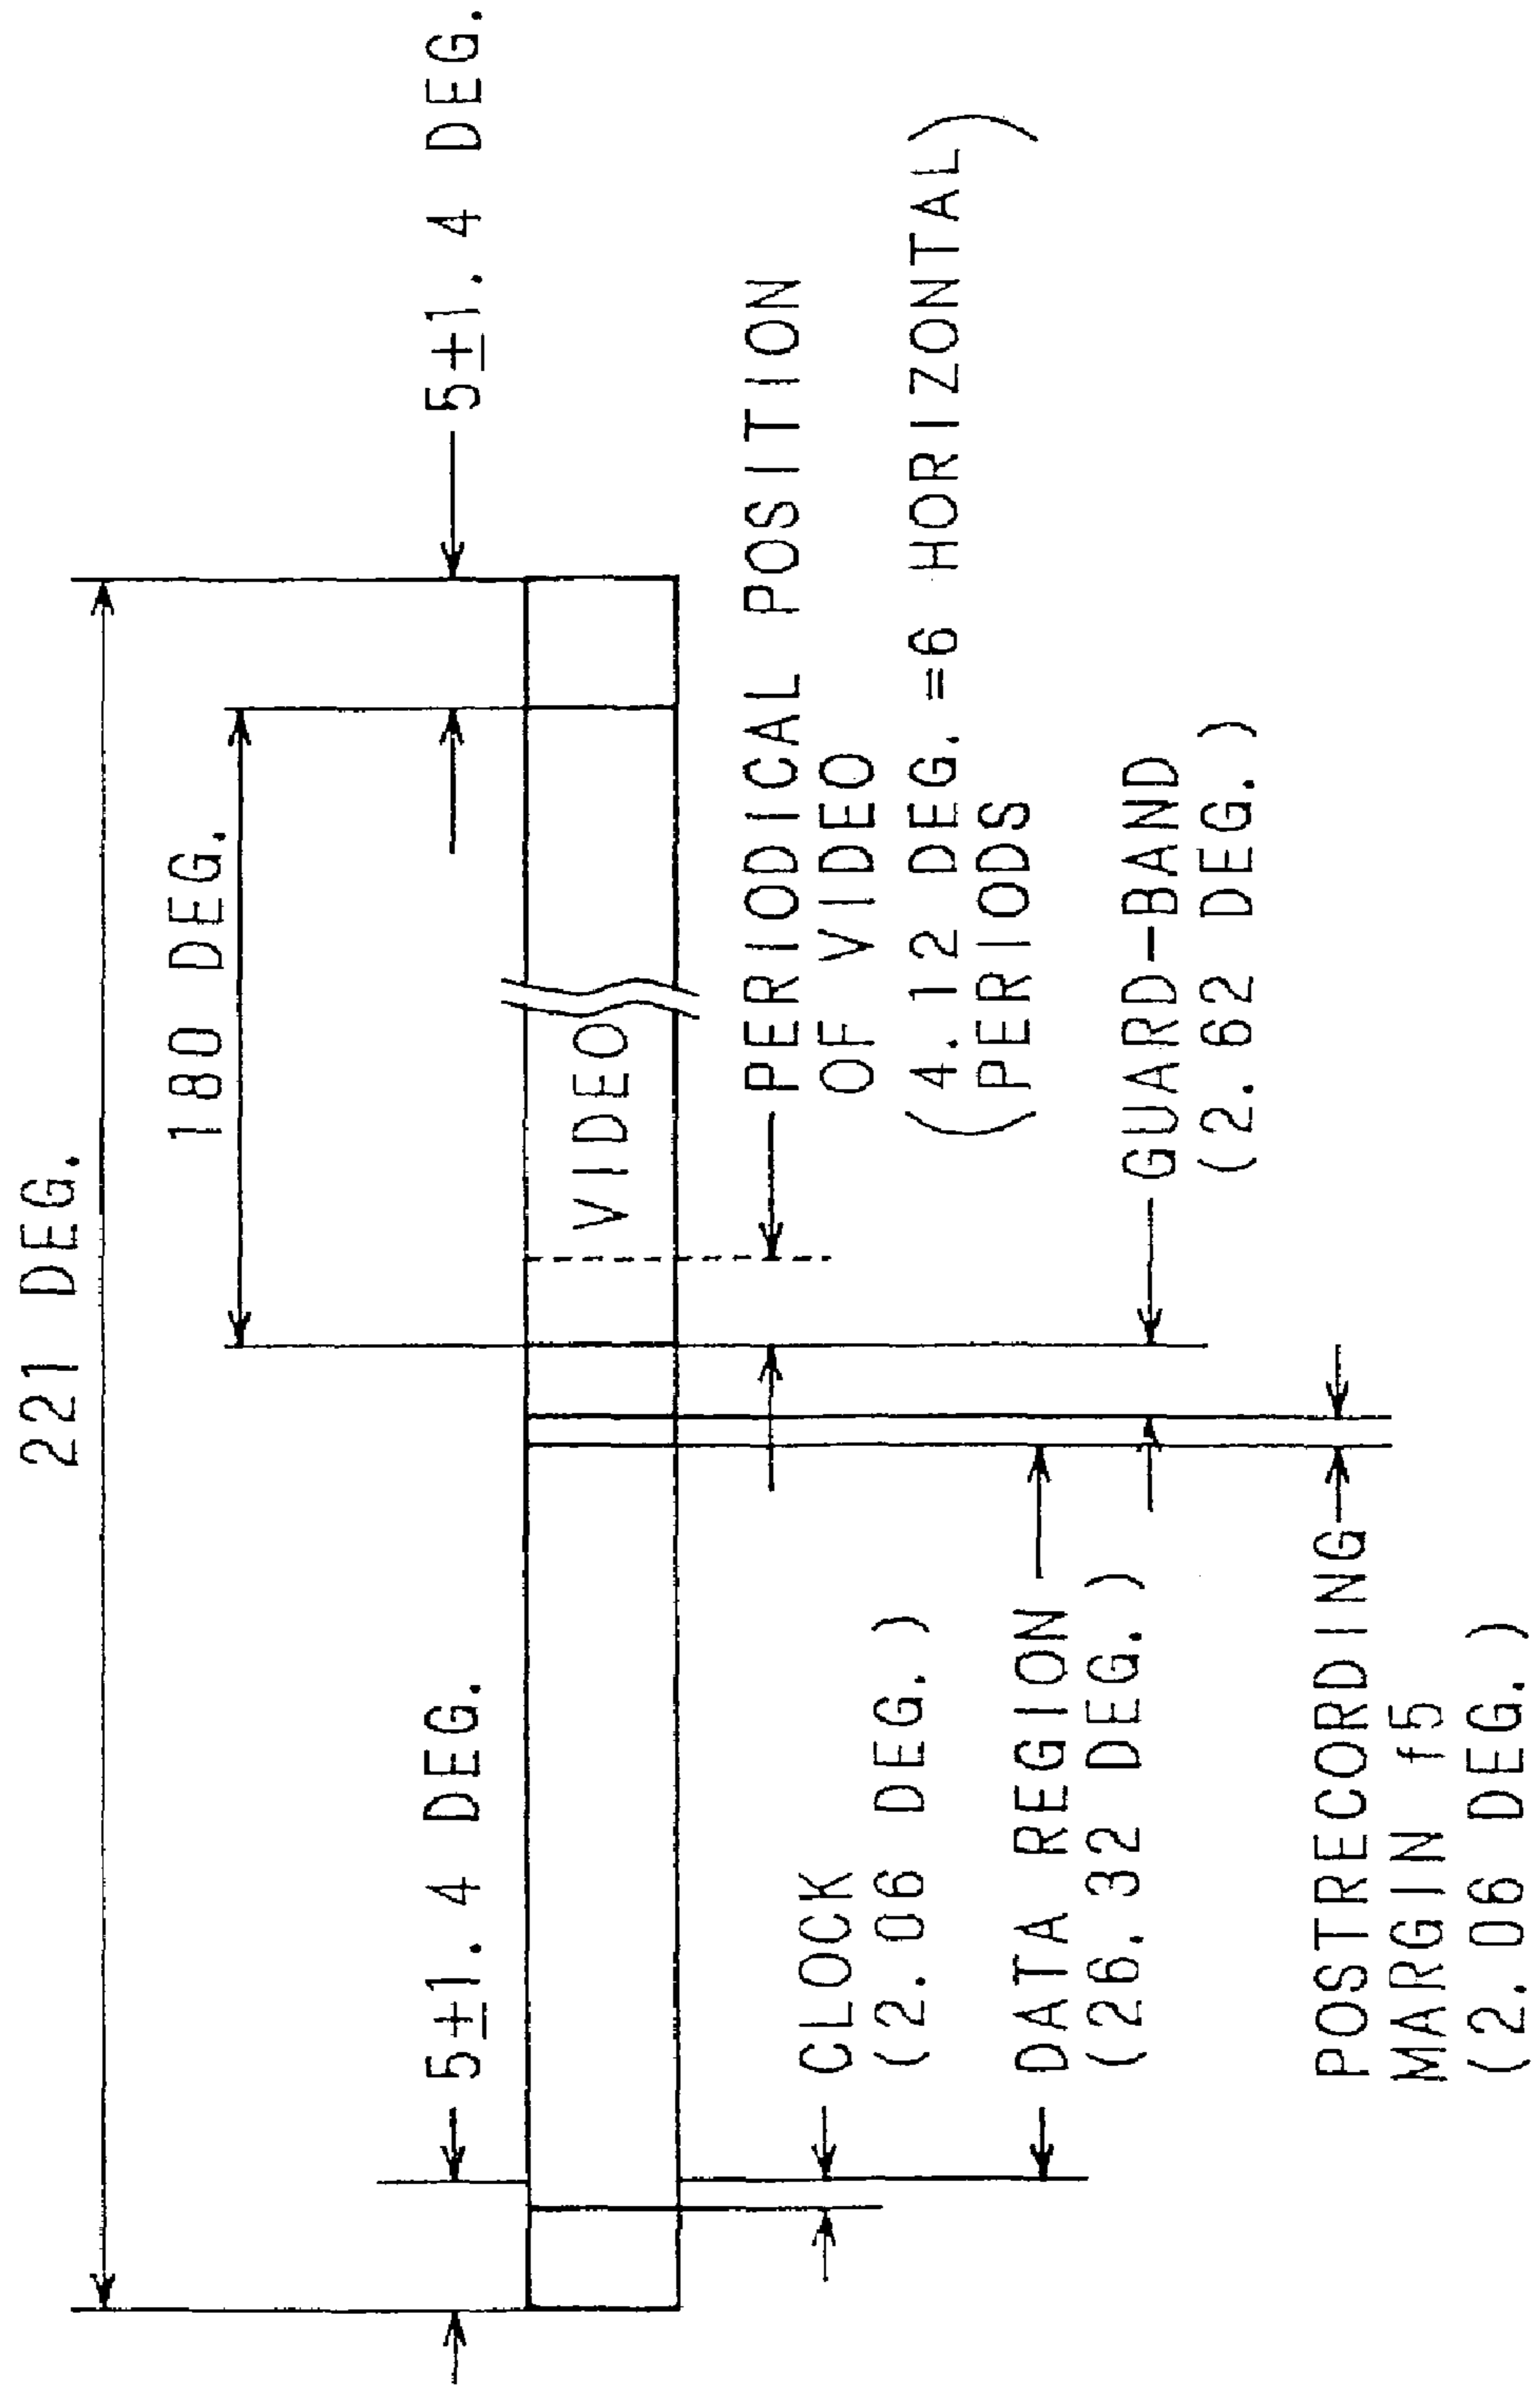 221 DEG.
180 DEG.
5±1.4 DEG.
5±1.4 DEG.
VIDEO
CLOCK
(2.06 DEG.)
PERIODICAL POSITION
OF VIDEO
(4.12 DEG.=6 HORIZONTAL)
(PERIODS
DATA REGION
(26.32 DEG.)
GUARD-BAND
(2.62 DEG.)
POSTRECORDING
MARGIN f5
(2.06 DEG.)